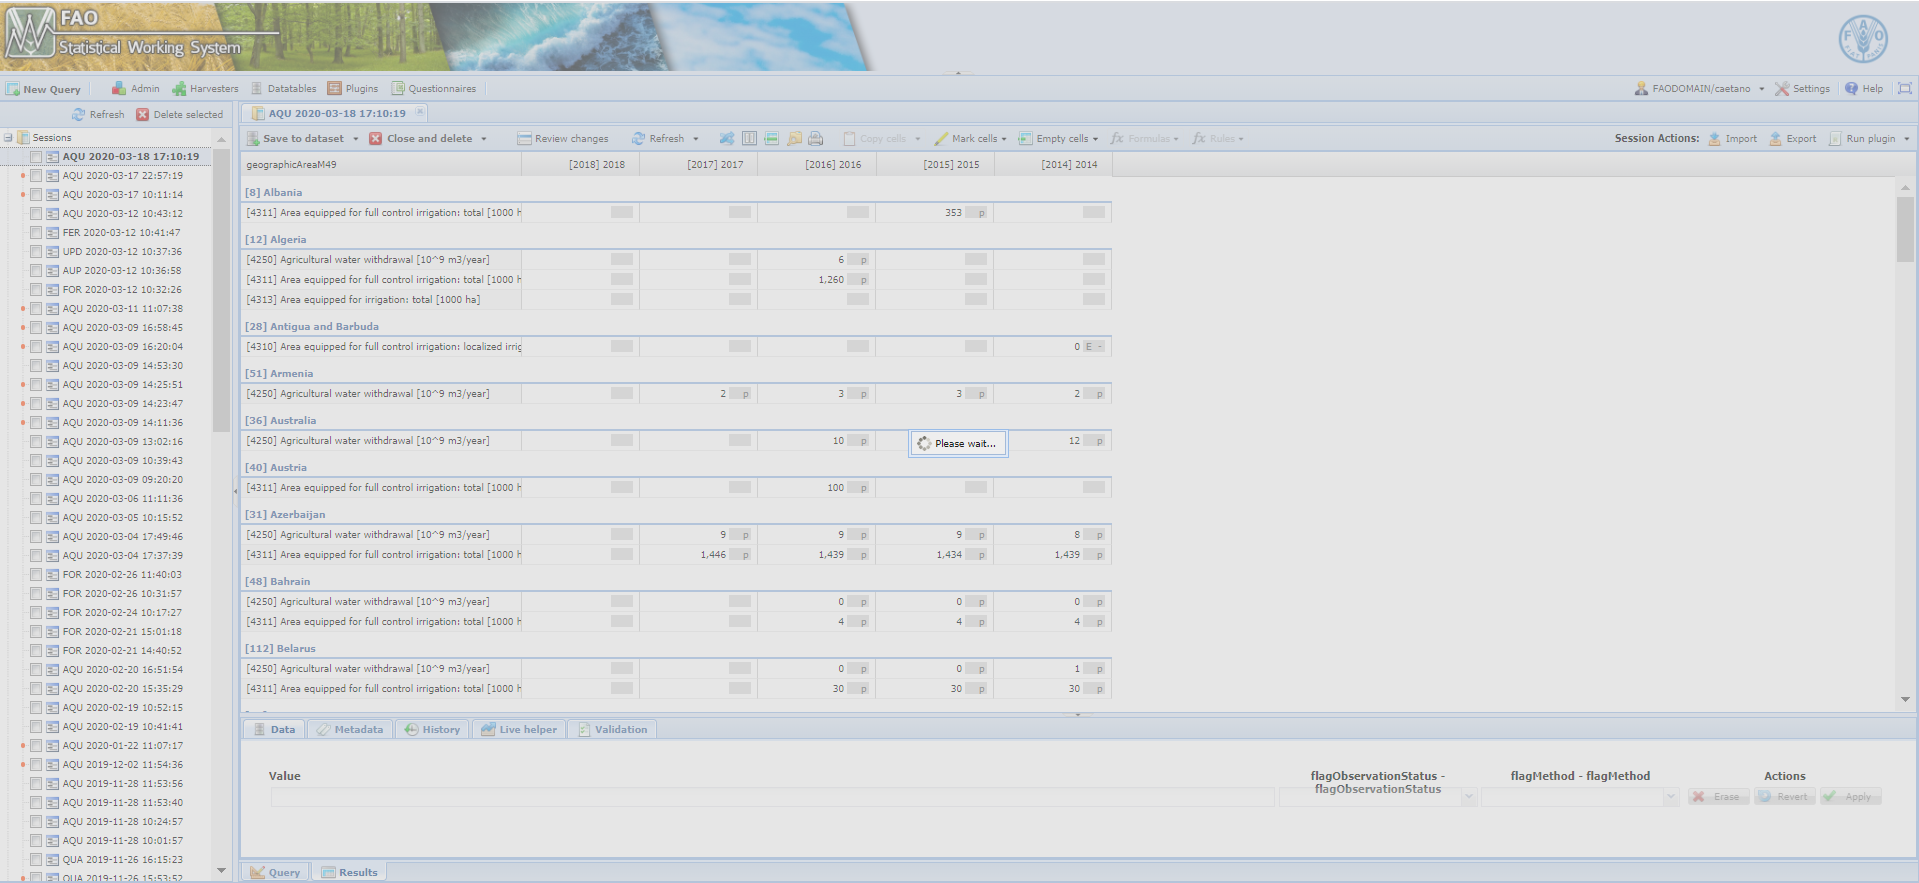 FAO
Statistical Working System
New Query Admin Harvesters Datatables Plugins Questionnaires FAODOMAIN/caetano Settings Help
Refresh Delete selected
AQU 2020-03-18 17:10:19
Save to dataset Close and delete Review changes Refresh Copy cells Mark cells Empty cells fx Formulas fx Rules Session Actions: Import Export Run plugin
Sessions
AQU 2020-03-18 17:10:19
AQU 2020-03-17 22:57:19
AQU 2020-03-17 10:11:14
AQU 2020-03-12 10:43:12
FER 2020-03-12 10:41:47
UPD 2020-03-12 10:37:36
AUP 2020-03-12 10:36:58
FOR 2020-03-12 10:32:26
AQU 2020-03-11 11:07:38
AQU 2020-03-09 16:58:45
AQU 2020-03-09 16:20:04
AQU 2020-03-09 14:53:30
AQU 2020-03-09 14:25:51
AQU 2020-03-09 14:23:47
AQU 2020-03-09 14:11:36
AQU 2020-03-09 13:02:16
AQU 2020-03-09 10:39:43
AQU 2020-03-09 09:20:20
AQU 2020-03-06 11:11:36
AQU 2020-03-05 10:15:52
AQU 2020-03-04 17:49:46
AQU 2020-03-04 17:37:39
FOR 2020-02-26 11:40:03
FOR 2020-02-26 10:31:57
FOR 2020-02-24 10:17:27
FOR 2020-02-21 15:01:18
FOR 2020-02-21 14:40:52
AQU 2020-02-20 16:51:54
AQU 2020-02-20 15:35:29
AQU 2020-02-19 10:52:15
AQU 2020-02-19 10:41:41
AQU 2020-01-22 11:07:17
AQU 2019-12-02 11:54:36
AQU 2019-11-28 11:53:56
AQU 2019-11-28 11:53:40
AQU 2019-11-28 10:24:57
AQU 2019-11-28 10:01:57
QUA 2019-11-26 16:15:23
QUA 2019-11-26 15:53:52
geographicAreaM49 [2018] 2018 [2017] 2017 [2016] 2016 [2015] 2015 [2014] 2014
[8] Albania
[4311] Area equipped for full control irrigation: total [1000 h 353 p
[12] Algeria
[4250] Agricultural water withdrawal [10^9 m3/year] 6 p
[4311] Area equipped for full control irrigation: total [1000 h 1,260 p
[4313] Area equipped for irrigation: total [1000 ha]
[28] Antigua and Barbuda
[4310] Area equipped for full control irrigation: localized irrig 0 E -
[51] Armenia
[4250] Agricultural water withdrawal [10^9 m3/year] 2 p 3 p 3 p 2 p
[36] Australia
[4250] Agricultural water withdrawal [10^9 m3/year] 10 p 12 p
Please wait...
[40] Austria
[4311] Area equipped for full control irrigation: total [1000 h 100 p
[31] Azerbaijan
[4250] Agricultural water withdrawal [10^9 m3/year] 9 p 9 p 9 p 8 p
[4311] Area equipped for full control irrigation: total [1000 h 1,446 p 1,439 p 1,434 p 1,439 p
[48] Bahrain
[4250] Agricultural water withdrawal [10^9 m3/year] 0 p 0 p 0 p
[4311] Area equipped for full control irrigation: total [1000 h 4 p 4 p 4 p
[112] Belarus
[4250] Agricultural water withdrawal [10^9 m3/year] 0 p 0 p 1 p
[4311] Area equipped for full control irrigation: total [1000 h 30 p 30 p 30 p
Data Metadata History Live helper Validation
Value flagObservationStatus - flagMethod - flagMethod Actions
flagObservationStatus
Erase Revert Apply
Query Results